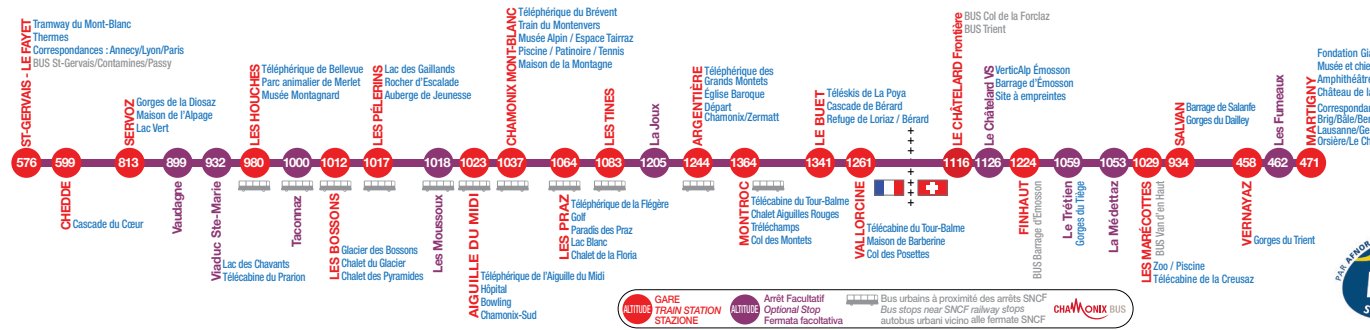 ST-GERVAIS - LE FAYET
Tramway du Mont-Blanc
Thermes
Correspondances : Annecy/Lyon/Paris
BUS St-Gervais/Contamines/Passy
576
599
CHEDDE
Cascade du Cœur
SERVOZ
Gorges de la Diosaz
Maison de l'Alpage
Lac Vert
813
899
Vaudagne
932
Viaduc Ste-Marie
Lac des Chavants
Télécabine du Prarion
LES HOUCHES
Téléphérique de Bellevue
Parc animalier de Merlet
Musée Montagnard
980
1000
Taconnaz
1012
LES BOSSONS
Glacier des Bossons
Chalet du Glacier
Chalet des Pyramides
LES PÉLERINS
Lac des Gaillands
Rocher d'Escalade
Auberge de Jeunesse
1017
1018
Les Moussoux
1023
AIGUILLE DU MIDI
Téléphérique de l'Aiguille du Midi
Hôpital
Bowling
Chamonix-Sud
CHAMONIX MONT-BLANC
Téléphérique du Brévent
Train du Montenvers
Musée Alpin / Espace Tairraz
Piscine / Patinoire / Tennis
Maison de la Montagne
1037
1064
LES PRAZ
Téléphérique de la Flégère
Golf
Paradis des Praz
Lac Blanc
Chalet de la Floria
LES TINES
1083
La Joux
1205
ARGENTIÈRE
Téléphérique des
Grands Montets
Église Baroque
Départ
Chamonix/Zermatt
1244
1364
MONTROC
Télécabine du Tour-Balme
Chalet Aiguilles Rouges
Tréléchamps
Col des Montets
LE BUET
Téléskis de La Poya
Cascade de Bérard
Refuge de Loriaz / Bérard
1341
1261
VALLORCINE
Télécabine du Tour-Balme
Maison de Barberine
Col des Posettes
LE CHÂTELARD Frontière
BUS Col de la Forclaz
BUS Trient
1116
Le Châtelard VS
VerticAlp Émosson
Barrage d'Émosson
Site à empreintes
1126
1224
FINHAUT
BUS Barrage d'Emosson
1059
Le Trétien
Gorges du Tiège
1053
La Médettaz
1029
LES MARÉCOTTES
BUS Van d'en Haut
Zoo / Piscine
Télécabine de la Creusaz
SALVAN
Barrage de Salanfe
Gorges du Dailley
934
458
VERNAYAZ
Gorges du Trient
Les Fumeaux
462
MARTIGNY
Fondation Gia
Musée et chie
Amphithéâtre
Château de la
Correspondan
Brig/Bâle/Ber
Lausanne/Ge
Orsière/Le Ch
471
ALTITUDE
GARE
TRAIN STATION
STAZIONE
ALTITUDE
Arrêt Facultatif
Optional Stop
Fermata facoltativa
Bus urbains à proximité des arrêts SNCF
Bus stops near SNCF railway stops
autobus urbani vicino alle fermate SNCF
CHAMONIX BUS
PAR AFNOR